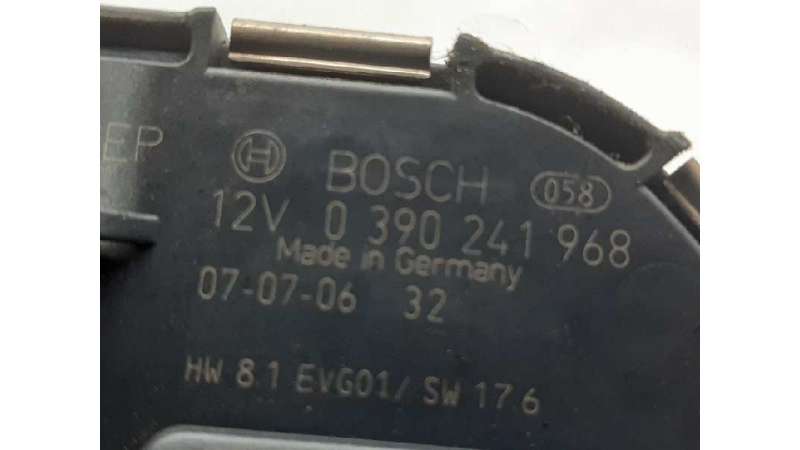 EP
BOSCH 058
12V 0 390 241 968
Made in Germany
07-07-06 32
HW 8.1 EVG01/ SW 17.6